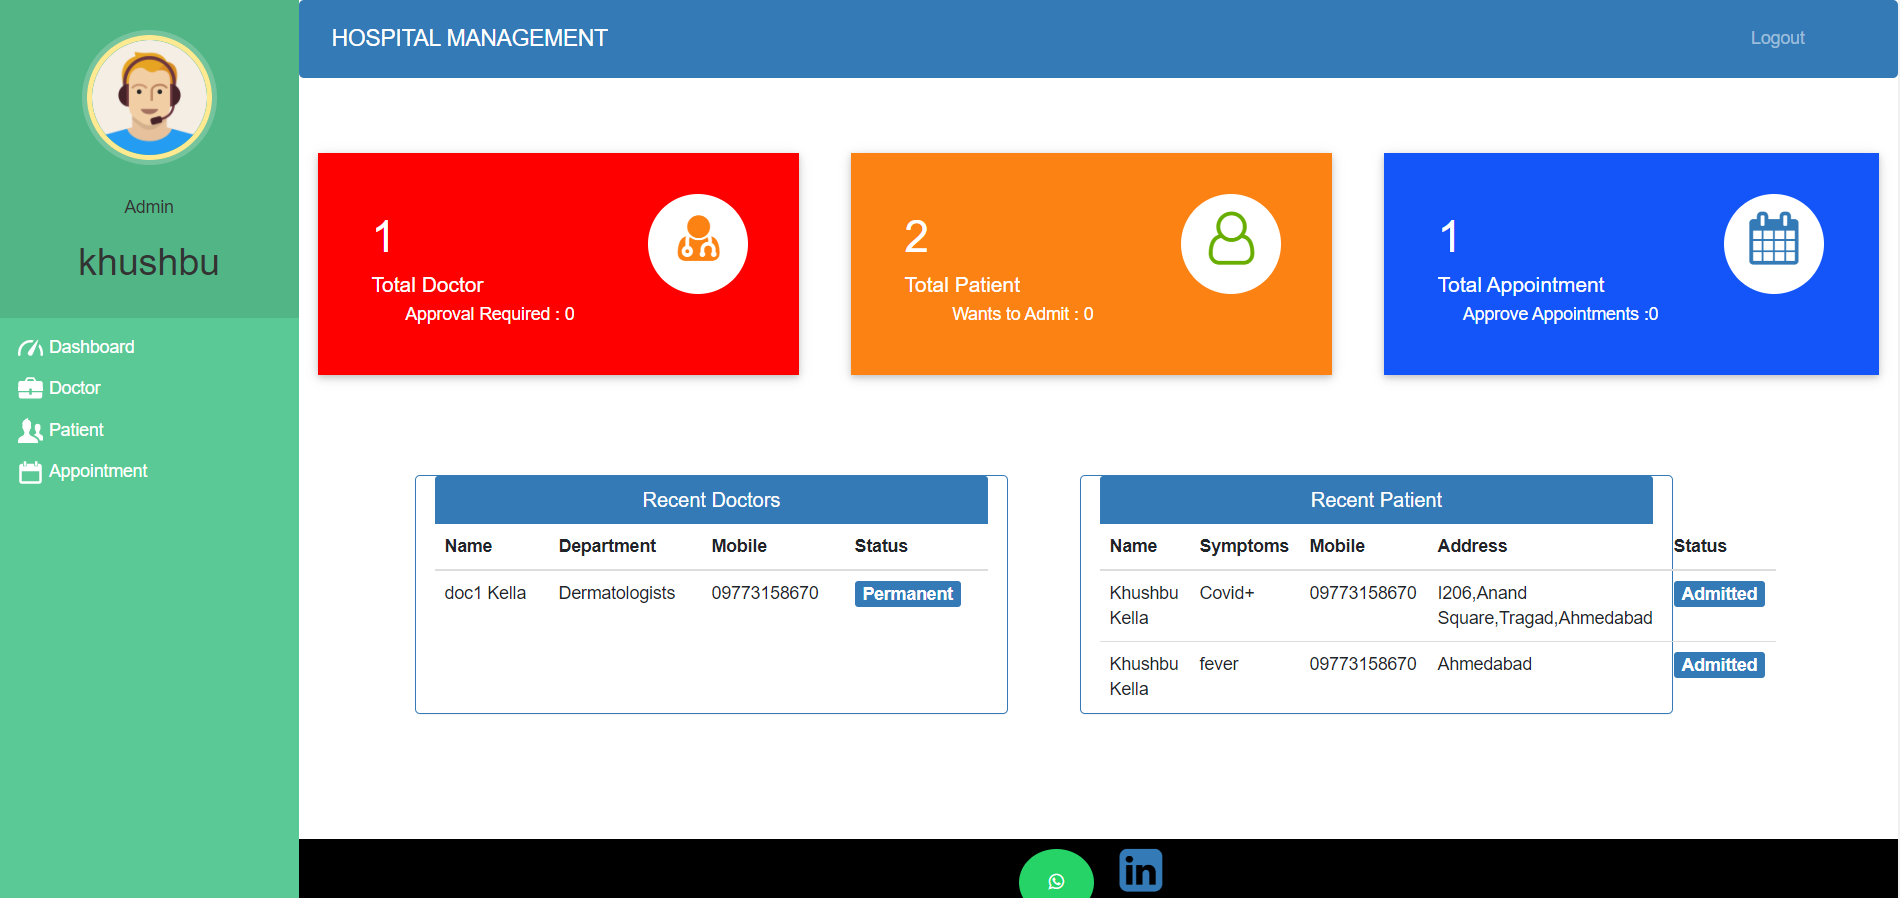 HOSPITAL MANAGEMENT
Logout
Admin
khushbu
Dashboard
Doctor
Patient
Appointment
1
Total Doctor
Approval Required : 0
2
Total Patient
Wants to Admit : 0
1
Total Appointment
Approve Appointments :0
Recent Doctors
Name Department Mobile Status
doc1 Kella Dermatologists 09773158670 Permanent
Recent Patient
Name Symptoms Mobile Address Status
Khushbu Covid+ 09773158670 I206,Anand Admitted
Kella Square,Tragad,Ahmedabad
Khushbu fever 09773158670 Ahmedabad Admitted
Kella
in